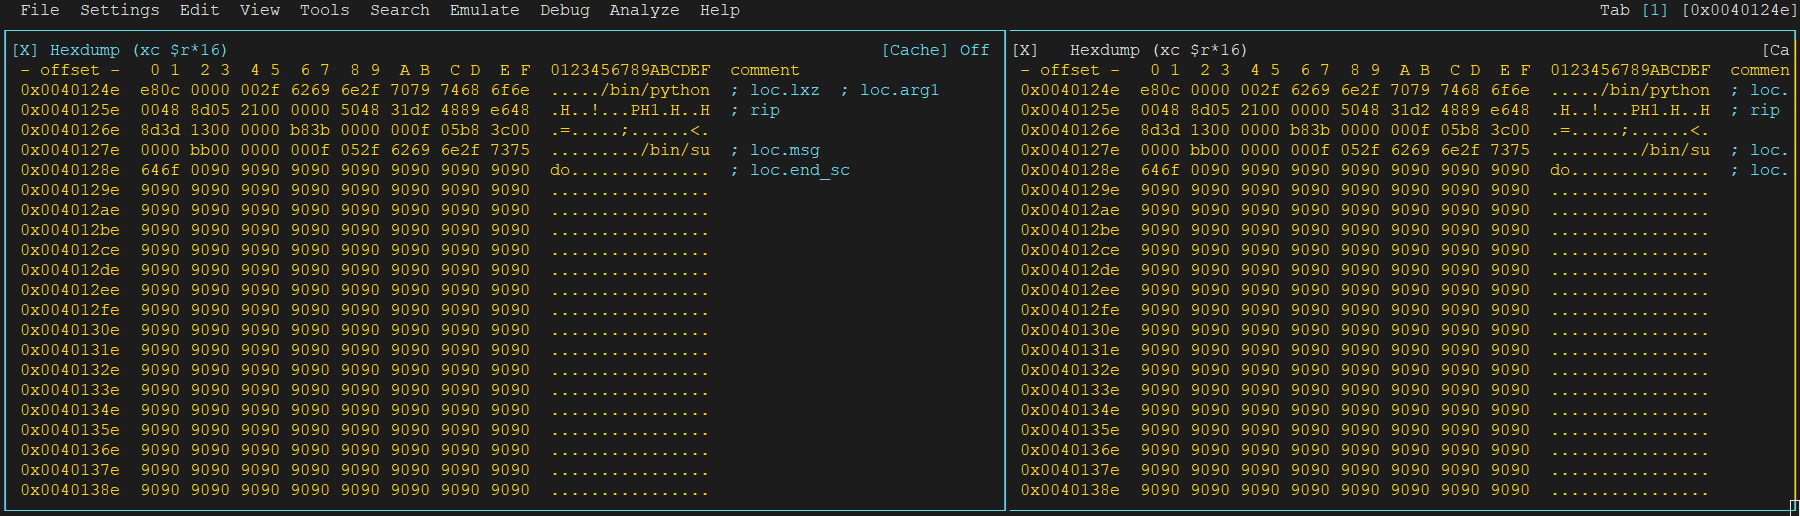 File Settings Edit View Tools Search Emulate Debug Analyze Help Tab [1] [0x0040124e]
[X] Hexdump (xc $r*16) [Cache] Off
- offset - 0 1 2 3 4 5 6 7 8 9 A B C D E F 0123456789ABCDEF comment
0x0040124e e80c 0000 002f 6269 6e2f 7079 7468 6f6e ...../bin/python ; loc.lxz ; loc.arg1
0x0040125e 0048 8d05 2100 0000 5048 31d2 4889 e648 .H..!...PH1.H..H ; rip
0x0040126e 8d3d 1300 0000 b83b 0000 000f 05b8 3c00 .=.....;......<.
0x0040127e 0000 bb00 0000 000f 052f 6269 6e2f 7375 ........./bin/su ; loc.msg
0x0040128e 646f 0090 9090 9090 9090 9090 9090 9090 do.............. ; loc.end_sc
0x0040129e 9090 9090 9090 9090 9090 9090 9090 9090 ................
0x004012ae 9090 9090 9090 9090 9090 9090 9090 9090 ................
0x004012be 9090 9090 9090 9090 9090 9090 9090 9090 ................
0x004012ce 9090 9090 9090 9090 9090 9090 9090 9090 ................
0x004012de 9090 9090 9090 9090 9090 9090 9090 9090 ................
0x004012ee 9090 9090 9090 9090 9090 9090 9090 9090 ................
0x004012fe 9090 9090 9090 9090 9090 9090 9090 9090 ................
0x0040130e 9090 9090 9090 9090 9090 9090 9090 9090 ................
0x0040131e 9090 9090 9090 9090 9090 9090 9090 9090 ................
0x0040132e 9090 9090 9090 9090 9090 9090 9090 9090 ................
0x0040133e 9090 9090 9090 9090 9090 9090 9090 9090 ................
0x0040134e 9090 9090 9090 9090 9090 9090 9090 9090 ................
0x0040135e 9090 9090 9090 9090 9090 9090 9090 9090 ................
0x0040136e 9090 9090 9090 9090 9090 9090 9090 9090 ................
0x0040137e 9090 9090 9090 9090 9090 9090 9090 9090 ................
0x0040138e 9090 9090 9090 9090 9090 9090 9090 9090 ................
[X] Hexdump (xc $r*16) [Ca
- offset - 0 1 2 3 4 5 6 7 8 9 A B C D E F 0123456789ABCDEF commen
0x0040124e e80c 0000 002f 6269 6e2f 7079 7468 6f6e ...../bin/python ; loc.
0x0040125e 0048 8d05 2100 0000 5048 31d2 4889 e648 .H..!...PH1.H..H ; rip
0x0040126e 8d3d 1300 0000 b83b 0000 000f 05b8 3c00 .=.....;......<.
0x0040127e 0000 bb00 0000 000f 052f 6269 6e2f 7375 ........./bin/su ; loc.
0x0040128e 646f 0090 9090 9090 9090 9090 9090 9090 do.............. ; loc.
0x0040129e 9090 9090 9090 9090 9090 9090 9090 9090 ................
0x004012ae 9090 9090 9090 9090 9090 9090 9090 9090 ................
0x004012be 9090 9090 9090 9090 9090 9090 9090 9090 ................
0x004012ce 9090 9090 9090 9090 9090 9090 9090 9090 ................
0x004012de 9090 9090 9090 9090 9090 9090 9090 9090 ................
0x004012ee 9090 9090 9090 9090 9090 9090 9090 9090 ................
0x004012fe 9090 9090 9090 9090 9090 9090 9090 9090 ................
0x0040130e 9090 9090 9090 9090 9090 9090 9090 9090 ................
0x0040131e 9090 9090 9090 9090 9090 9090 9090 9090 ................
0x0040132e 9090 9090 9090 9090 9090 9090 9090 9090 ................
0x0040133e 9090 9090 9090 9090 9090 9090 9090 9090 ................
0x0040134e 9090 9090 9090 9090 9090 9090 9090 9090 ................
0x0040135e 9090 9090 9090 9090 9090 9090 9090 9090 ................
0x0040136e 9090 9090 9090 9090 9090 9090 9090 9090 ................
0x0040137e 9090 9090 9090 9090 9090 9090 9090 9090 ................
0x0040138e 9090 9090 9090 9090 9090 9090 9090 9090 ................